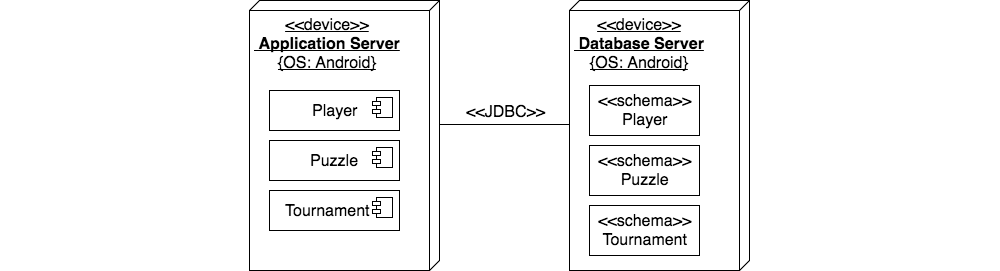 <<device>>
Application Server
{OS: Android}
Player
Puzzle
Tournament
<<JDBC>>
<<device>>
Database Server
{OS: Android}
<<schema>>
Player
<<schema>>
Puzzle
<<schema>>
Tournament